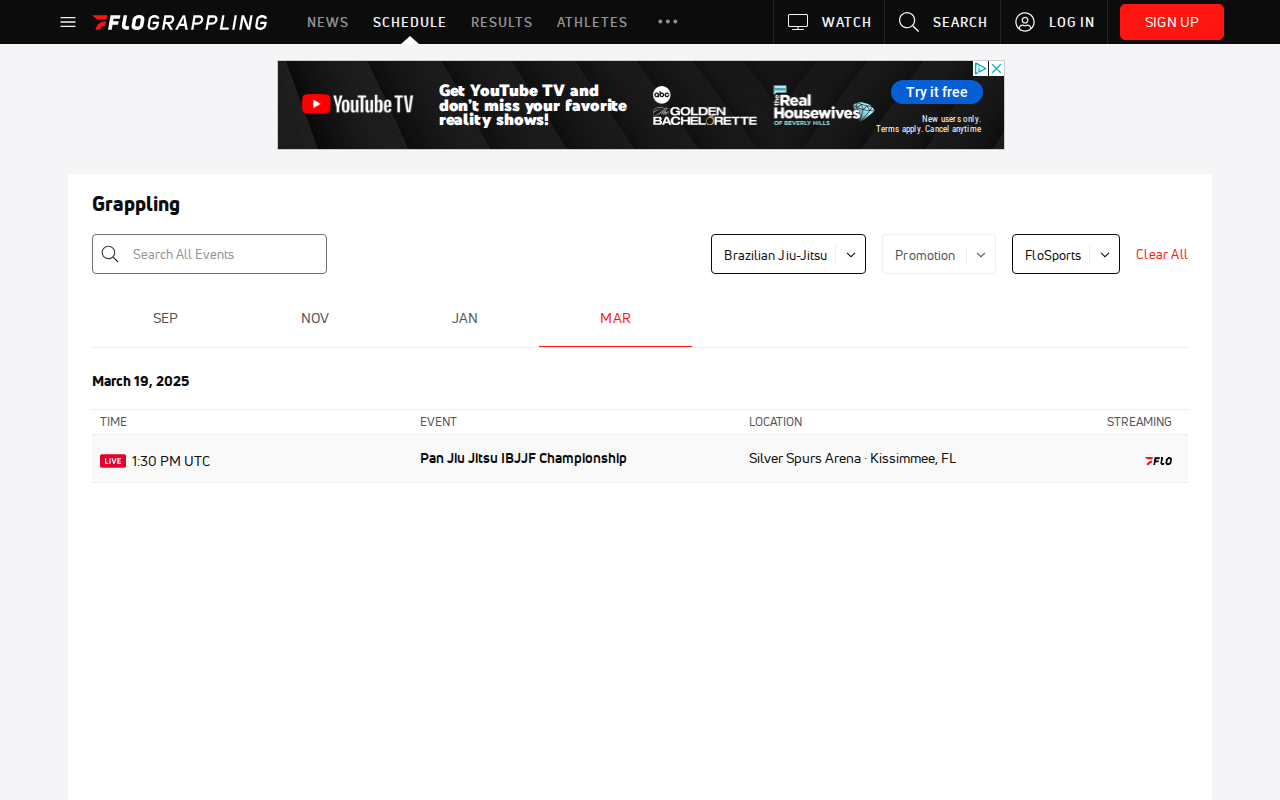 FLOGRAPPLING NEWS SCHEDULE RESULTS ATHLETES WATCH SEARCH LOG IN SIGN UP
YouTube TV
Get YouTube TV and
don't miss your favorite
reality shows!
abc
The GOLDEN
BACHELORETTE
the Real
Housewives
OF BEVERLY HILLS
Try it free
New users only.
Terms apply. Cancel anytime
Grappling
Search All Events Brazilian Jiu-Jitsu Promotion FloSports Clear All
SEP NOV JAN MAR
March 19, 2025
TIME EVENT LOCATION STREAMING
LIVE 1:30 PM UTC Pan Jiu Jitsu IBJJF Championship Silver Spurs Arena · Kissimmee, FL FLO